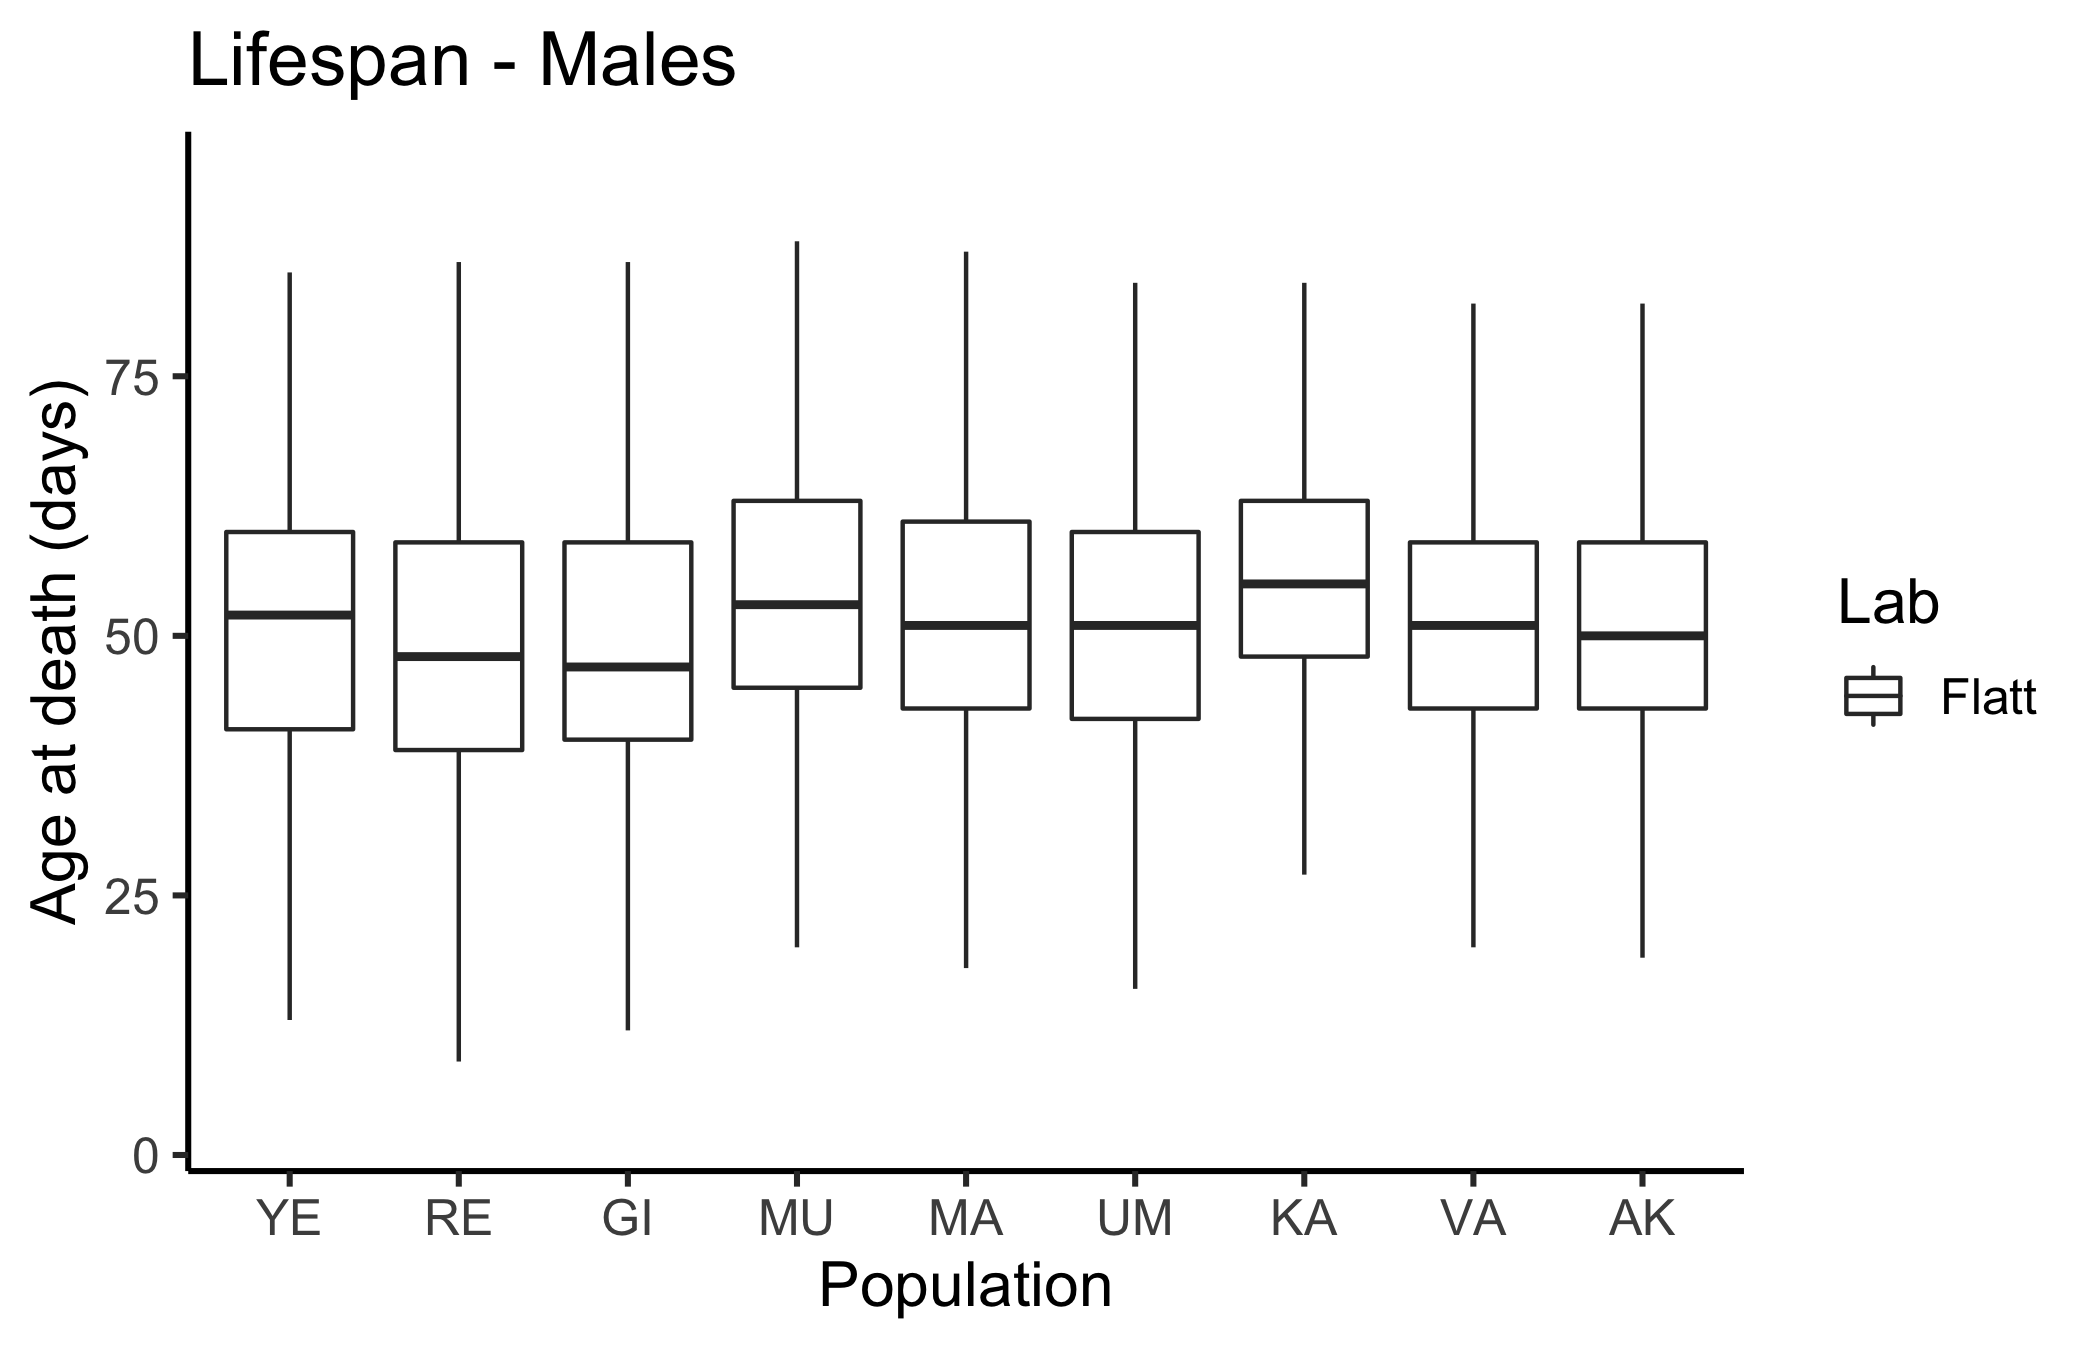 Lifespan - Males
Age at death (days)
75
50
25
0
YE RE GI MU MA UM KA VA AK
Population
Lab
Flatt